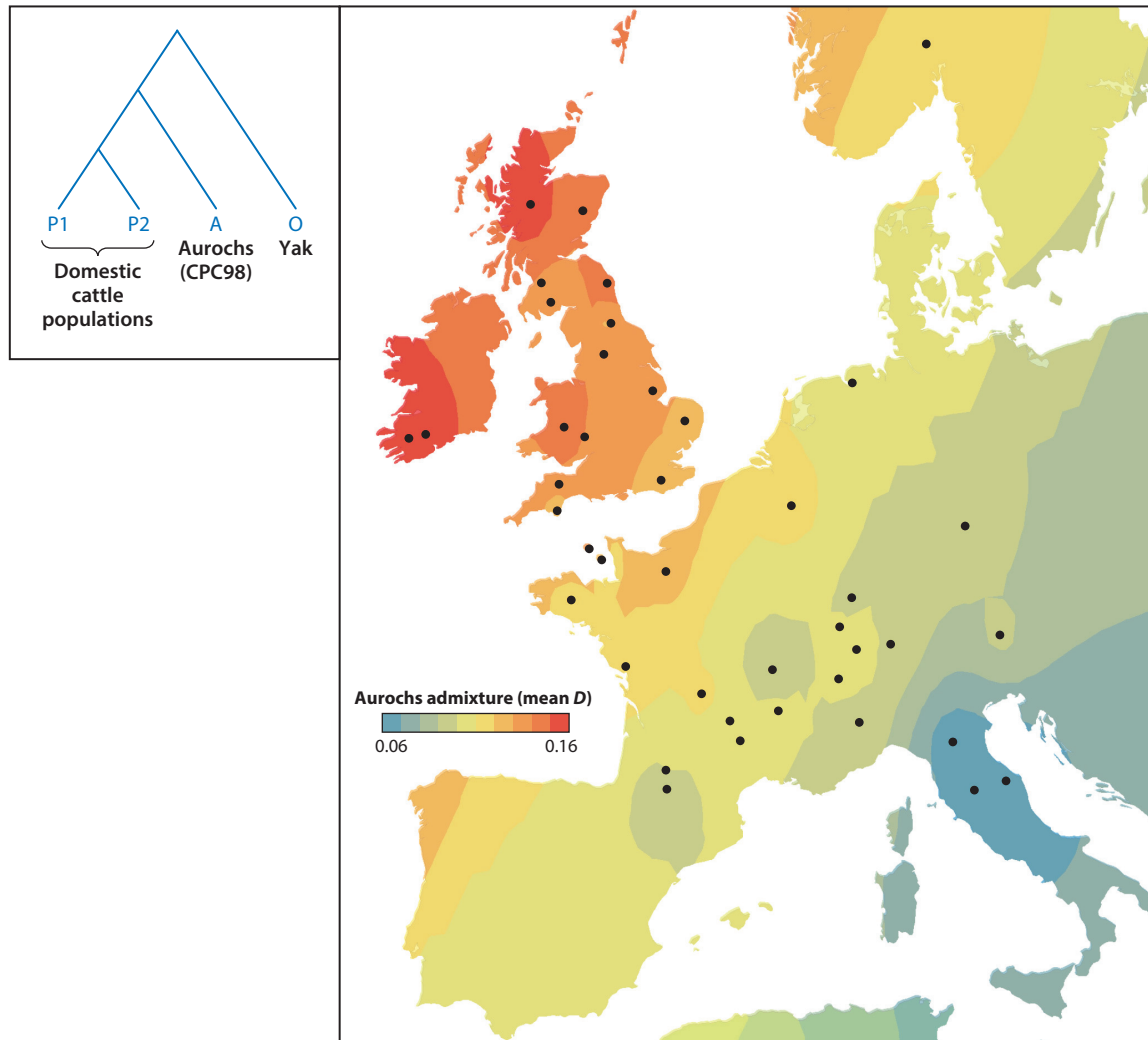 P1 P2 A O
Aurochs Yak
(CPC98)
Domestic
cattle
populations
Aurochs admixture (mean D)
0.06 0.16